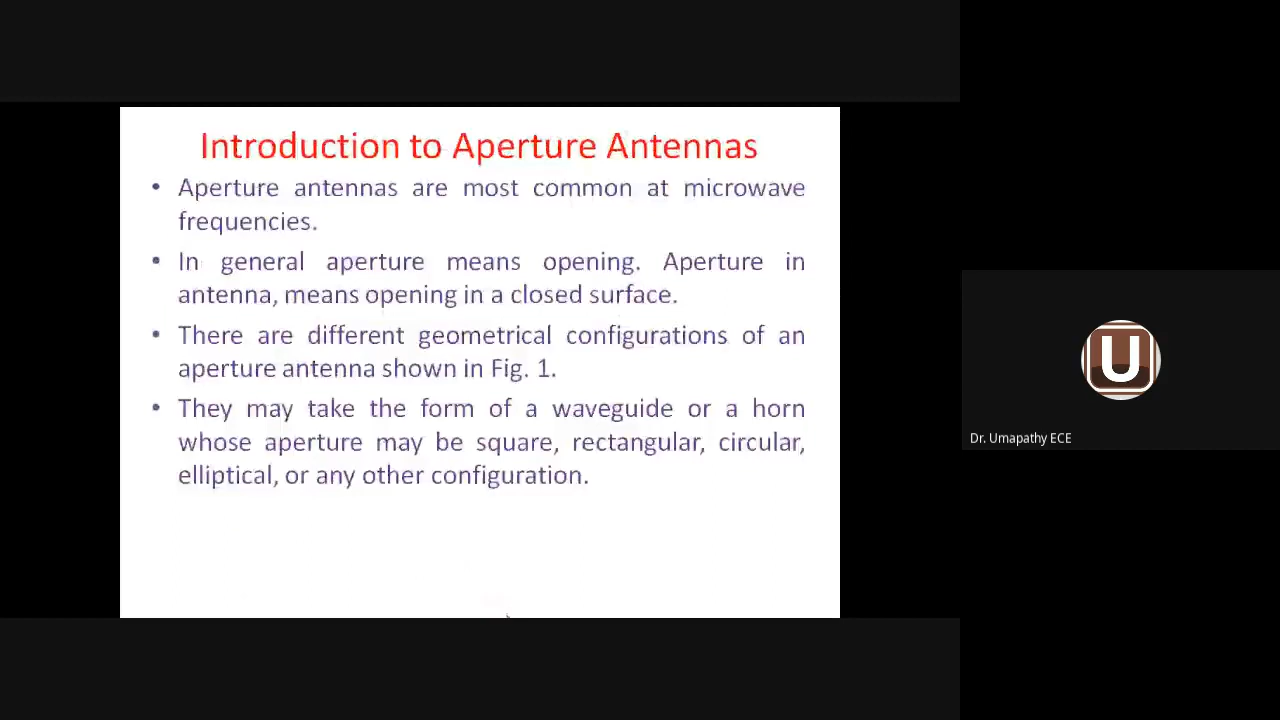 Introduction to Aperture Antennas
• Aperture antennas are most common at microwave
frequencies.
• In general aperture means opening. Aperture in
antenna, means opening in a closed surface.
• There are different geometrical configurations of an
aperture antenna shown in Fig. 1.
• They may take the form of a waveguide or a horn
whose aperture may be square, rectangular, circular,
elliptical, or any other configuration.
U
Dr. Umapathy ECE